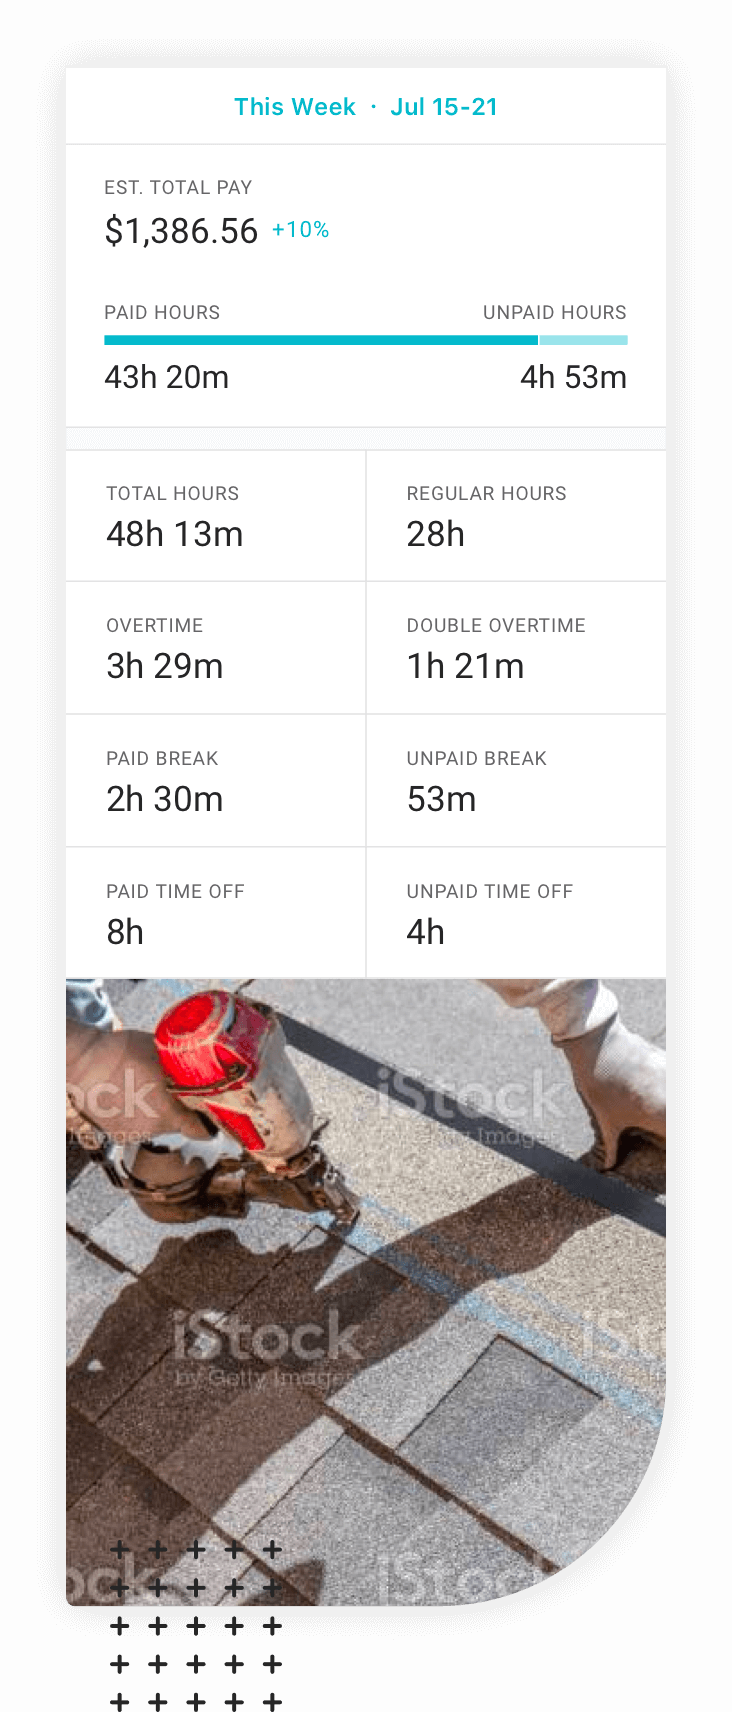 This Week · Jul 15-21
EST. TOTAL PAY
$1,386.56 +10%
PAID HOURS UNPAID HOURS
43h 20m 4h 53m
TOTAL HOURS REGULAR HOURS
48h 13m 28h
OVERTIME DOUBLE OVERTIME
3h 29m 1h 21m
PAID BREAK UNPAID BREAK
2h 30m 53m
PAID TIME OFF UNPAID TIME OFF
8h 4h
ock iStock
Images by Getty Images
iStock iSt
by Getty Images
ock iStock